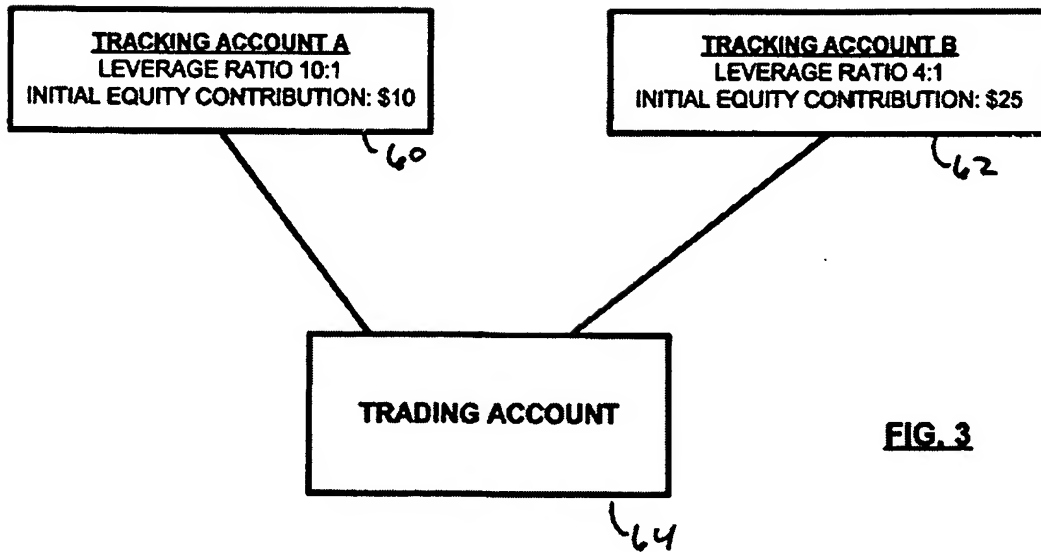 TRACKING ACCOUNT A
LEVERAGE RATIO 10:1
INITIAL EQUITY CONTRIBUTION: $10
60
TRACKING ACCOUNT B
LEVERAGE RATIO 4:1
INITIAL EQUITY CONTRIBUTION: $25
62
TRADING ACCOUNT
64
FIG. 3